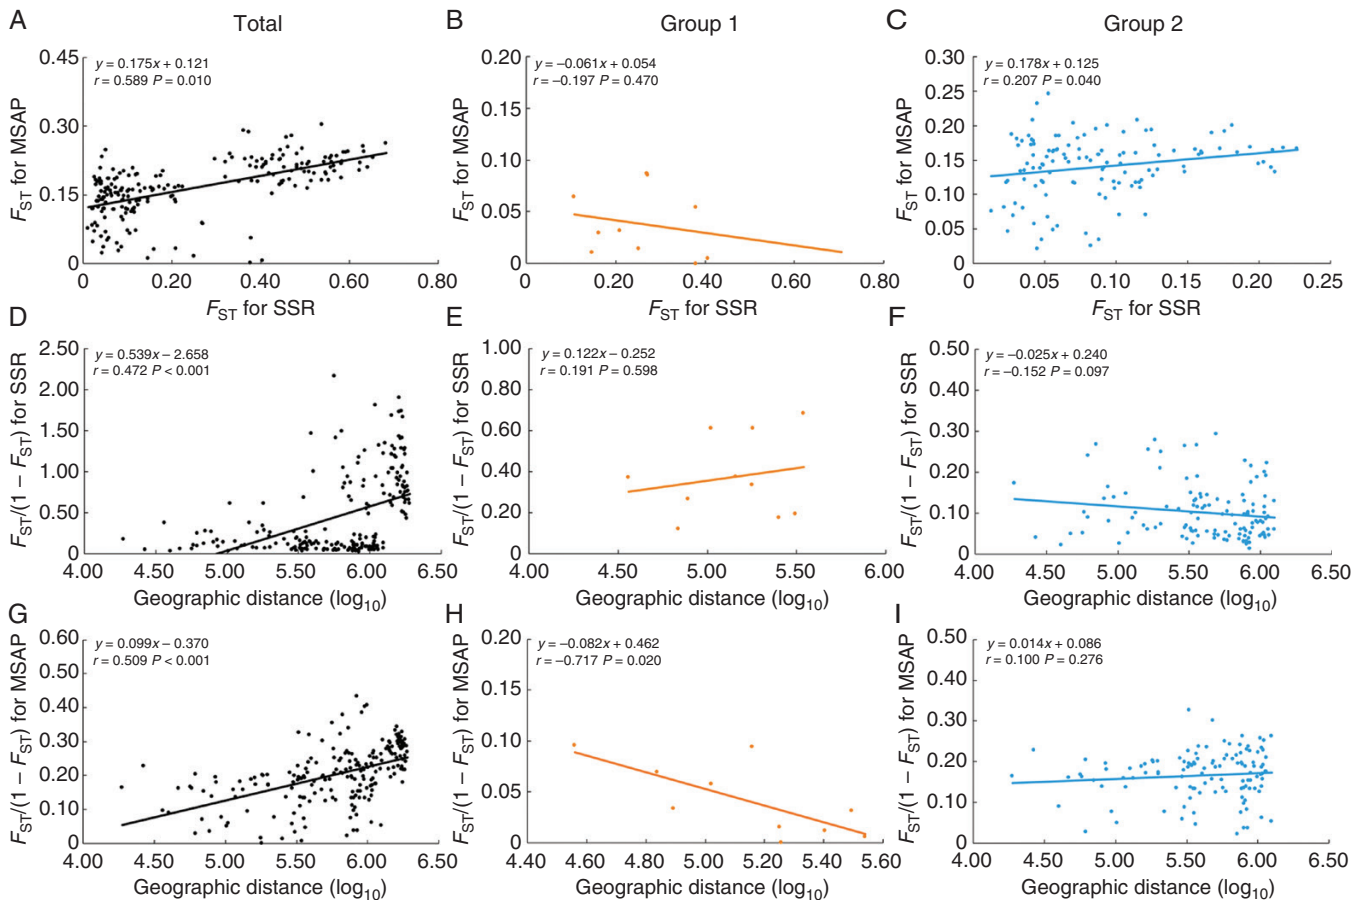 A Total
y = 0.175x + 0.121
r = 0.589 P = 0.010
FST for MSAP
0.45
0.30
0.15
0
0 0.20 0.40 0.60 0.80
FST for SSR
B Group 1
y = –0.061x + 0.054
r = –0.197 P = 0.470
FST for MSAP
0.20
0.15
0.10
0.05
0
0 0.20 0.40 0.60 0.80
FST for SSR
C Group 2
y = 0.178x + 0.125
r = 0.207 P = 0.040
FST for MSAP
0.30
0.25
0.20
0.15
0.10
0.05
0
0 0.05 0.10 0.15 0.20 0.25
FST for SSR
D
y = 0.539x – 2.658
r = 0.472 P < 0.001
FST/(1 – FST) for SSR
2.50
2.00
1.50
1.00
0.50
0
4.00 4.50 5.00 5.50 6.00 6.50
Geographic distance (log10)
E
y = 0.122x – 0.252
r = 0.191 P = 0.598
FST/(1 – FST) for SSR
1.00
0.80
0.60
0.40
0.20
0
4.00 4.50 5.00 5.50 6.00
Geographic distance (log10)
F
y = –0.025x + 0.240
r = –0.152 P = 0.097
FST/(1 – FST) for SSR
0.50
0.40
0.30
0.20
0.10
0
4.00 4.50 5.00 5.50 6.00 6.50
Geographic distance (log10)
G
y = 0.099x – 0.370
r = 0.509 P < 0.001
FST/(1 – FST) for MSAP
0.60
0.50
0.40
0.30
0.20
0.10
0
4.00 4.50 5.00 5.50 6.00 6.50
Geographic distance (log10)
H
y = –0.082x + 0.462
r = –0.717 P = 0.020
FST/(1 – FST) for MSAP
0.20
0.15
0.10
0.05
0
4.40 4.60 4.80 5.00 5.20 5.40 5.60
Geographic distance (log10)
I
y = 0.014x + 0.086
r = 0.100 P = 0.276
FST/(1 – FST) for MSAP
0.50
0.40
0.30
0.20
0.10
0
4.00 4.50 5.00 5.50 6.00 6.50
Geographic distance (log10)